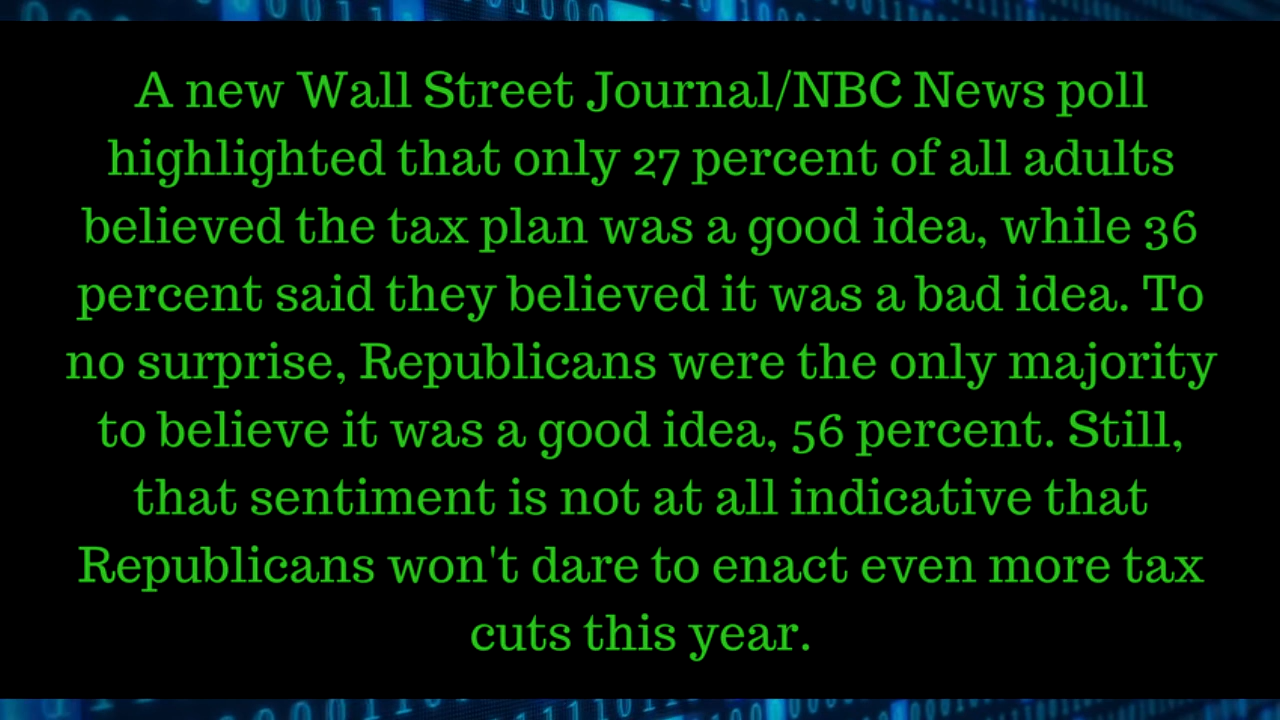 A new Wall Street Journal/NBC News poll
highlighted that only 27 percent of all adults
believed the tax plan was a good idea, while 36
percent said they believed it was a bad idea. To
no surprise, Republicans were the only majority
to believe it was a good idea, 56 percent. Still,
that sentiment is not at all indicative that
Republicans won't dare to enact even more tax
cuts this year.